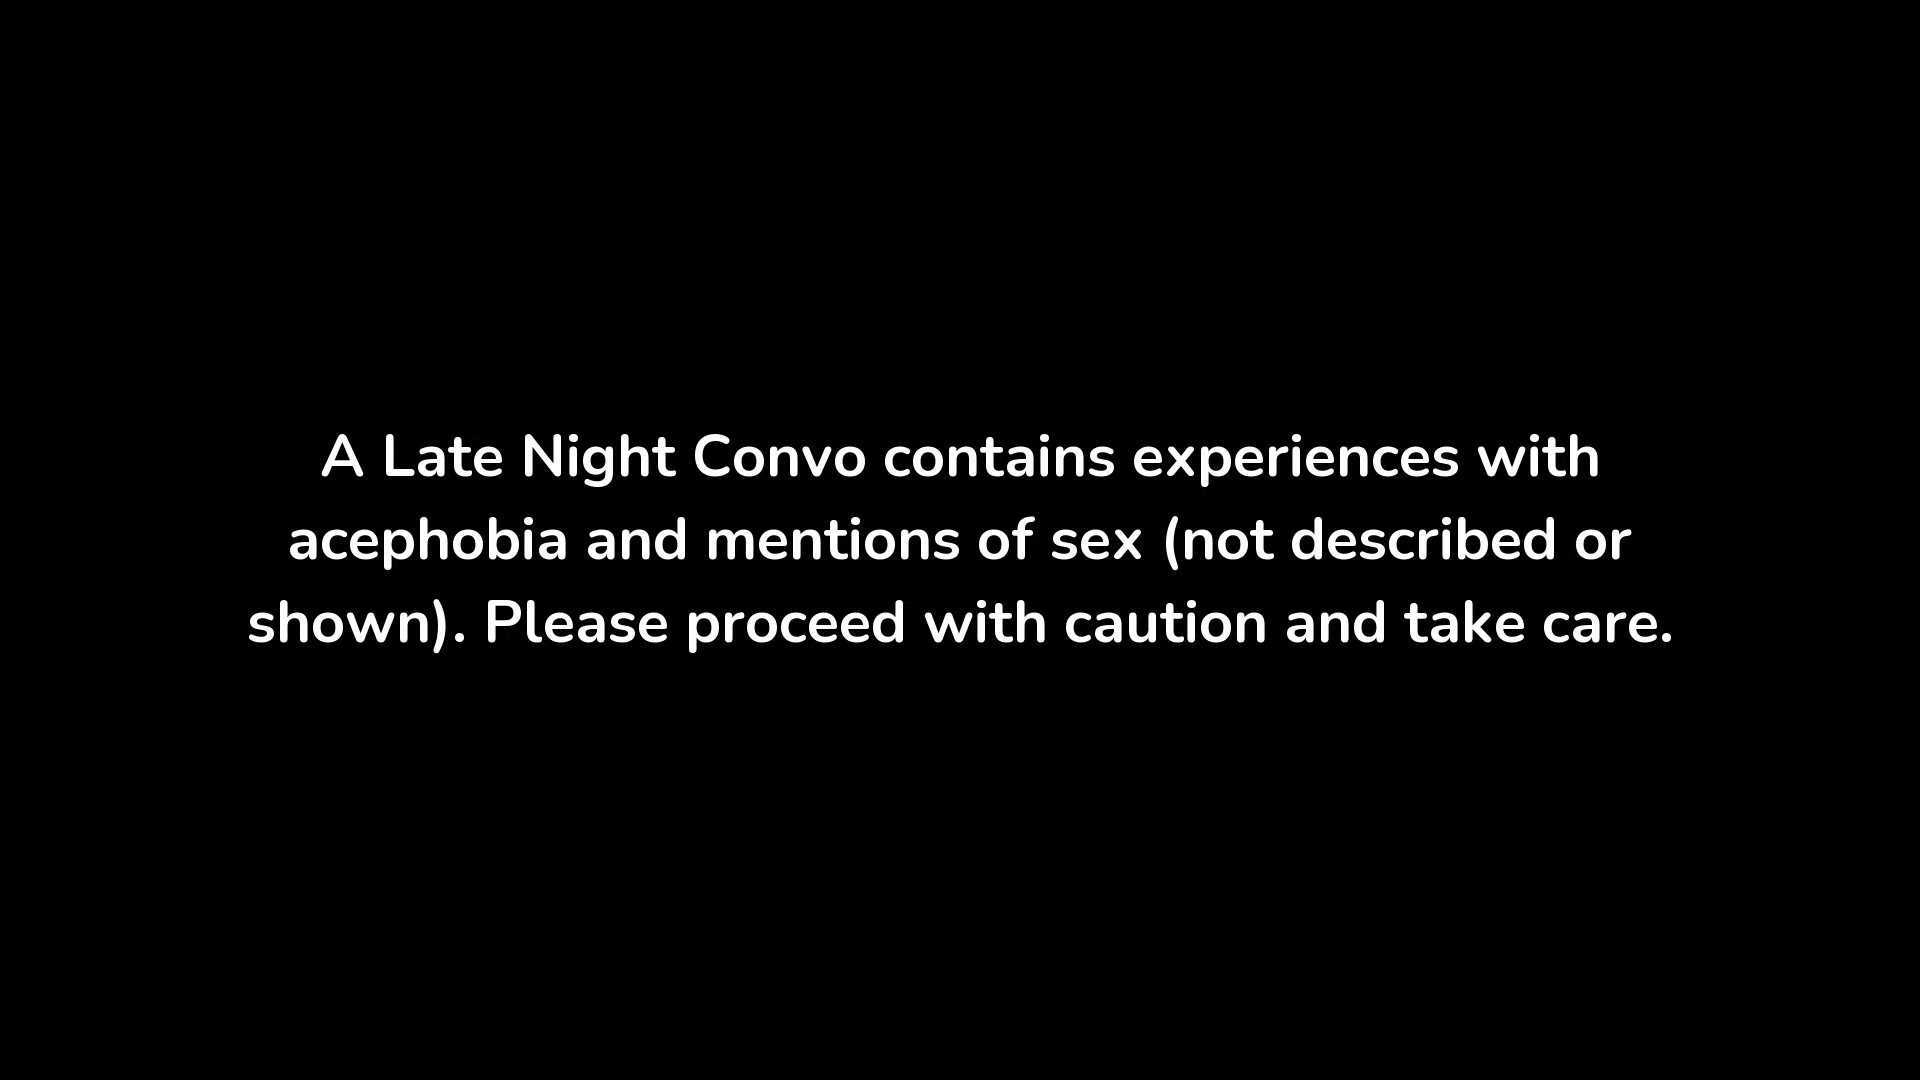 A Late Night Convo contains experiences with
acephobia and mentions of sex (not described or
shown). Please proceed with caution and take care.